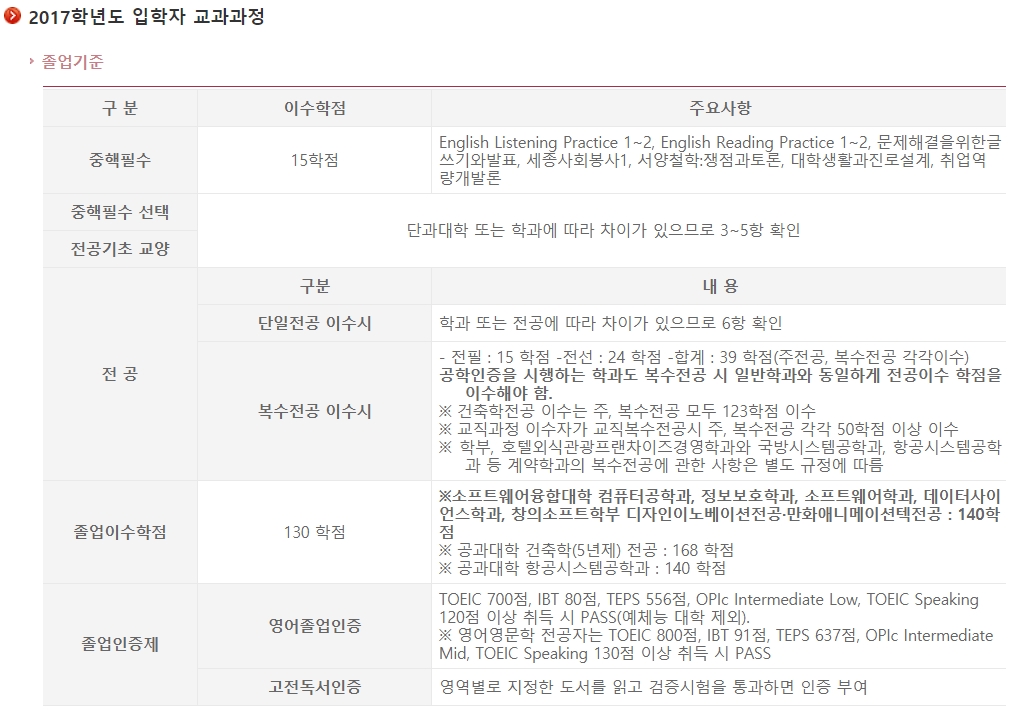 2017학년도 입학자 교과과정
졸업기준
구 분 이수학점 주요사항
중핵필수 15학점
English Listening Practice 1~2, English Reading Practice 1~2, 문제해결을위한글
쓰기와발표, 세종사회봉사1, 서양철학:쟁점과토론, 대학생활과진로설계, 취업역
량개발론
중핵필수 선택
전공기초 교양
단과대학 또는 학과에 따라 차이가 있으므로 3~5항 확인
전 공
구분 내 용
단일전공 이수시 학과 또는 전공에 따라 차이가 있으므로 6항 확인
복수전공 이수시
- 전필 : 15 학점 -전선 : 24 학점 -합계 : 39 학점(주전공, 복수전공 각각이수)
공학인증을 시행하는 학과도 복수전공 시 일반학과와 동일하게 전공이수 학점을
이수해야 함.
※ 건축학전공 이수는 주, 복수전공 모두 123학점 이수
※ 교직과정 이수자가 교직복수전공시 주, 복수전공 각각 50학점 이상 이수
※ 학부, 호텔외식관광프랜차이즈경영학과와 국방시스템공학과, 항공시스템공학
과 등 계약학과의 복수전공에 관한 사항은 별도 규정에 따름
졸업이수학점 130 학점
※소프트웨어융합대학 컴퓨터공학과, 정보보호학과, 소프트웨어학과, 데이터사이
언스학과, 창의소프트학부 디자인이노베이션전공·만화애니메이션텍전공 : 140학
점
※ 공과대학 건축학(5년제) 전공 : 168 학점
※ 공과대학 항공시스템공학과 : 140 학점
졸업인증제
영어졸업인증
TOEIC 700점, IBT 80점, TEPS 556점, OPIc Intermediate Low, TOEIC Speaking
120점 이상 취득 시 PASS(예체능 대학 제외).
※ 영어영문학 전공자는 TOEIC 800점, IBT 91점, TEPS 637점, OPIc Intermediate
Mid, TOEIC Speaking 130점 이상 취득 시 PASS
고전독서인증 영역별로 지정한 도서를 읽고 검증시험을 통과하면 인증 부여